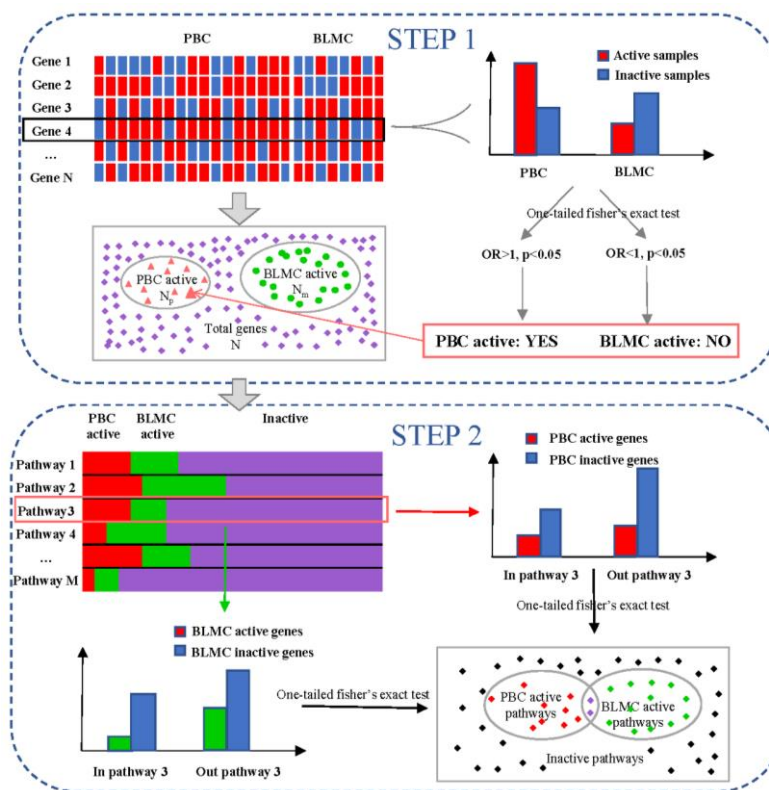 STEP 1
PBC BLMC
Gene 1
Gene 2
Gene 3
Gene 4
...
Gene N
Active samples
Inactive samples
PBC BLMC
One-tailed fisher's exact test
OR>1, p<0.05 OR<1, p<0.05
PBC active: YES BLMC active: NO
PBC active
Np
BLMC active
Nm
Total genes
N
STEP 2
PBC active
BLMC active
Inactive
Pathway 1
Pathway 2
Pathway3
Pathway 4
...
Pathway M
PBC active genes
PBC inactive genes
In pathway 3 Out pathway 3
One-tailed fisher's exact test
BLMC active genes
BLMC inactive genes
In pathway 3 Out pathway 3
One-tailed fisher's exact test
PBC active
pathways
BLMC active
pathways
Inactive pathways